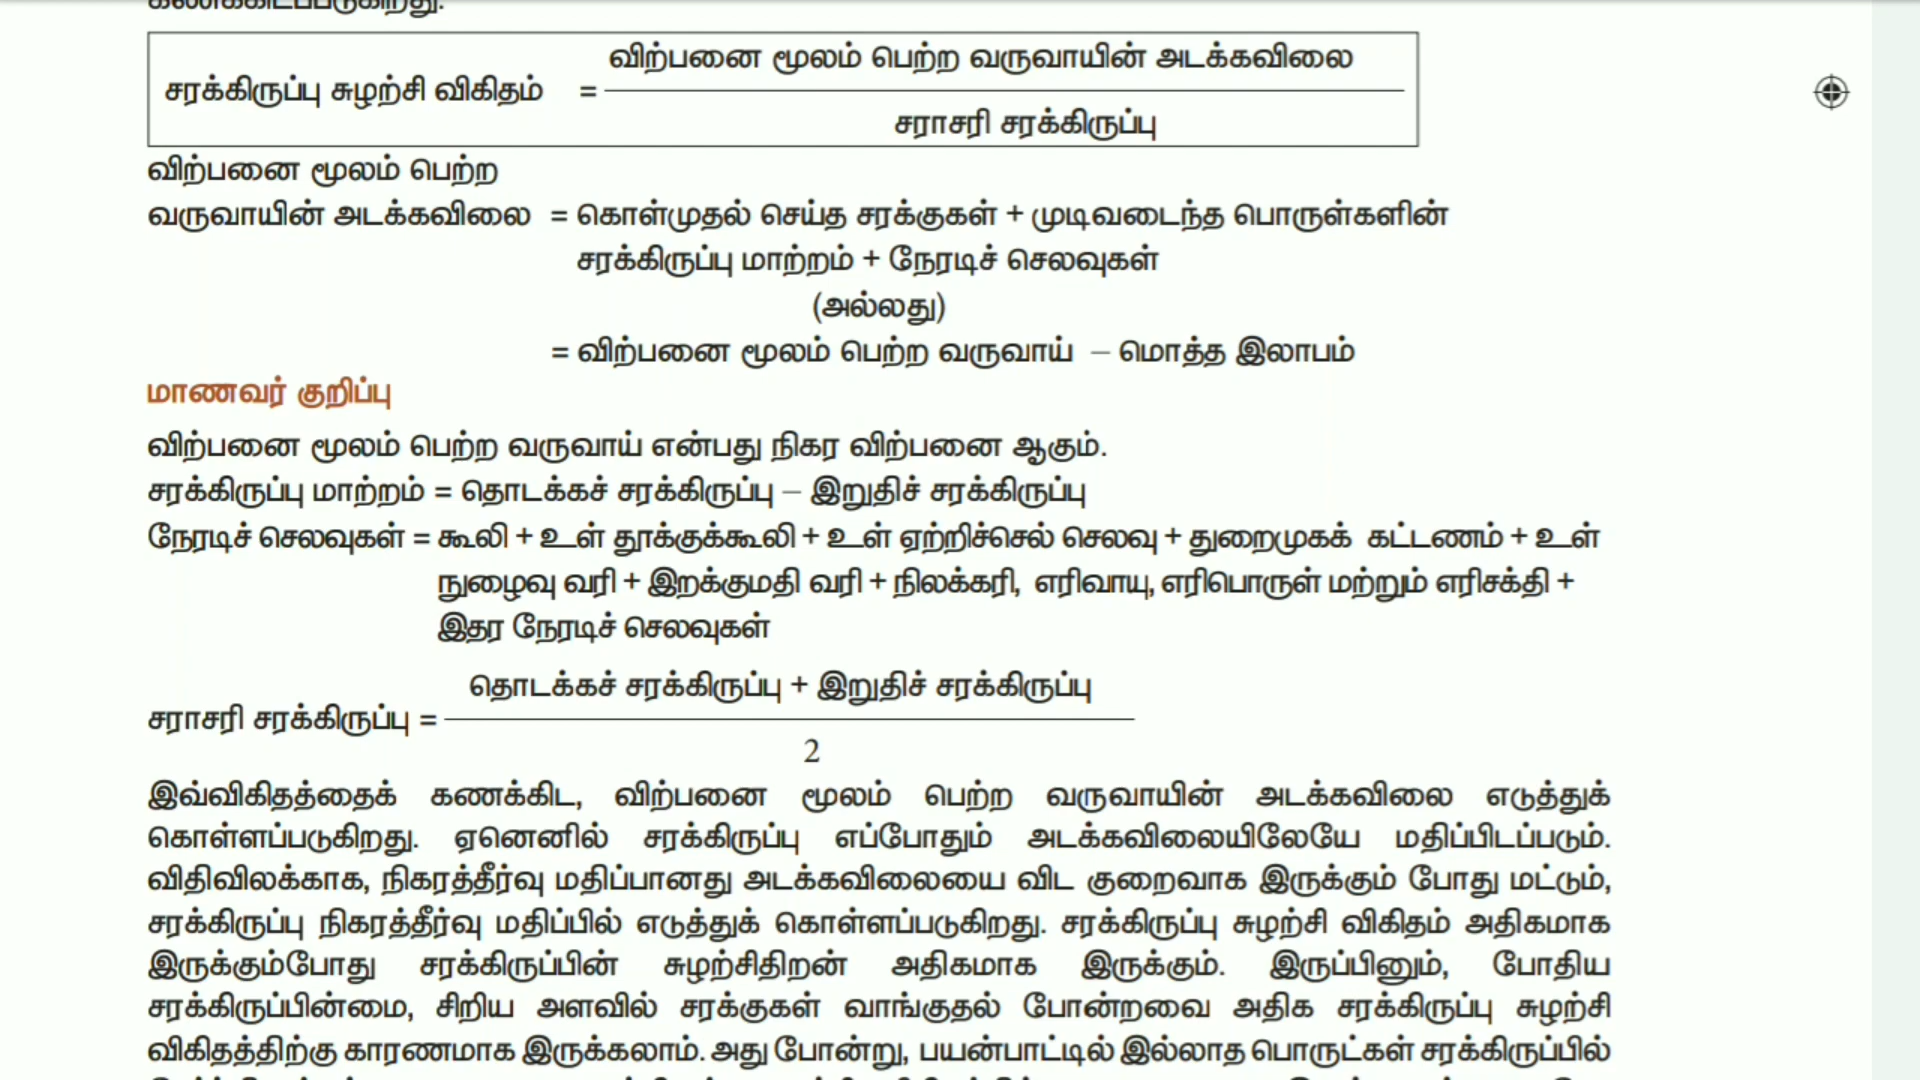 கணக்கிடப்படுகிறது.
விற்பனை மூலம் பெற்ற வருவாயின் அடக்கவிலை
சரக்கிருப்பு சுழற்சி விகிதம் =
சராசரி சரக்கிருப்பு
விற்பனை மூலம் பெற்ற
வருவாயின் அடக்கவிலை = கொள்முதல் செய்த சரக்குகள் + முடிவடைந்த பொருள்களின்
சரக்கிருப்பு மாற்றம் + நேரடிச் செலவுகள்
(அல்லது)
= விற்பனை மூலம் பெற்ற வருவாய் – மொத்த இலாபம்
மாணவர் குறிப்பு
விற்பனை மூலம் பெற்ற வருவாய் என்பது நிகர விற்பனை ஆகும்.
சரக்கிருப்பு மாற்றம் = தொடக்கச் சரக்கிருப்பு – இறுதிச் சரக்கிருப்பு
நேரடிச் செலவுகள் = கூலி + உள் தூக்குக்கூலி + உள் ஏற்றிச்செல் செலவு + துறைமுகக் கட்டணம் + உள்
நுழைவு வரி + இறக்குமதி வரி + நிலக்கரி, எரிவாயு, எரிபொருள் மற்றும் எரிசக்தி +
இதர நேரடிச் செலவுகள்
தொடக்கச் சரக்கிருப்பு + இறுதிச் சரக்கிருப்பு
சராசரி சரக்கிருப்பு =
2
இவ்விகிதத்தைக் கணக்கிட, விற்பனை மூலம் பெற்ற வருவாயின் அடக்கவிலை எடுத்துக்
கொள்ளப்படுகிறது. ஏனெனில் சரக்கிருப்பு எப்போதும் அடக்கவிலையிலேயே மதிப்பிடப்படும்.
விதிவிலக்காக, நிகரத்தீர்வு மதிப்பானது அடக்கவிலையை விட குறைவாக இருக்கும் போது மட்டும்,
சரக்கிருப்பு நிகரத்தீர்வு மதிப்பில் எடுத்துக் கொள்ளப்படுகிறது. சரக்கிருப்பு சுழற்சி விகிதம் அதிகமாக
இருக்கும்போது சரக்கிருப்பின் சுழற்சிதிறன் அதிகமாக இருக்கும். இருப்பினும், போதிய
சரக்கிருப்பின்மை, சிறிய அளவில் சரக்குகள் வாங்குதல் போன்றவை அதிக சரக்கிருப்பு சுழற்சி
விகிதத்திற்கு காரணமாக இருக்கலாம். அது போன்று, பயன்பாட்டில் இல்லாத பொருட்கள் சரக்கிருப்பில்